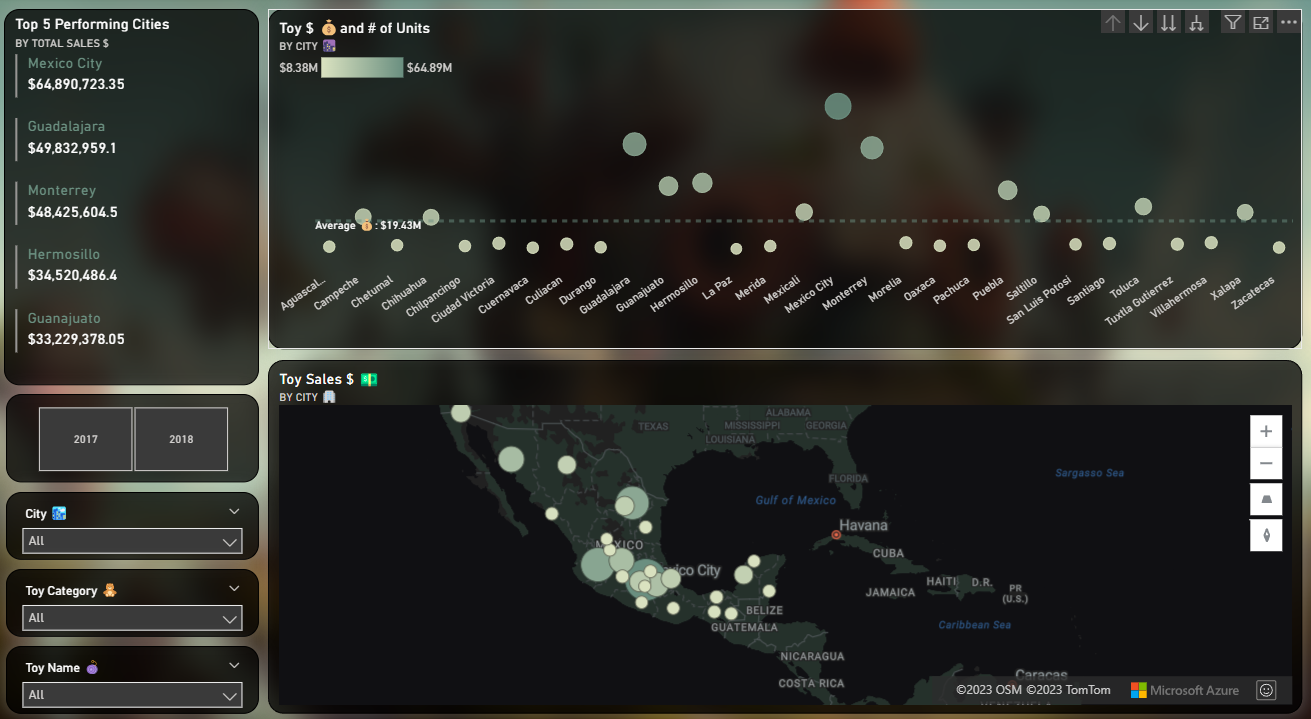 Top 5 Performing Cities
BY TOTAL SALES $
Mexico City
$64,890,723.35
Guadalajara
$49,832,959.1
Monterrey
$48,425,604.5
Hermosillo
$34,520,486.4
Guanajuato
$33,229,378.05
2017 2018
City
All
Toy Category
All
Toy Name
All
Toy $ and # of Units
BY CITY
$8.38M $64.89M
Average : $19.43M
Aguascal...
Campeche
Chetumal
Chihuahua
Chilpancingo
Ciudad Victoria
Cuernavaca
Culiacan
Durango
Guadalajara
Guanajuato
Hermosillo
La Paz
Merida
Mexicali
Mexico City
Monterrey
Morelia
Oaxaca
Pachuca
Puebla
Saltillo
San Luis Potosi
Santiago
Toluca
Tuxtla Gutierrez
Villahermosa
Xalapa
Zacatecas
Toy Sales $
BY CITY
ALABAMA
TEXAS
MISSISSIPPI
GEORGIA
LOUISIANA
FLORIDA
Sargasso Sea
Gulf of Mexico
Havana
MEXICO
CUBA
xico City
HAITI
D.R.
JAMAICA
PR
(U.S.)
BELIZE
GUATEMALA
Caribbean Sea
NICARAGUA
COSTA RICA
Caracas
©2023 OSM ©2023 TomTom
Microsoft Azure